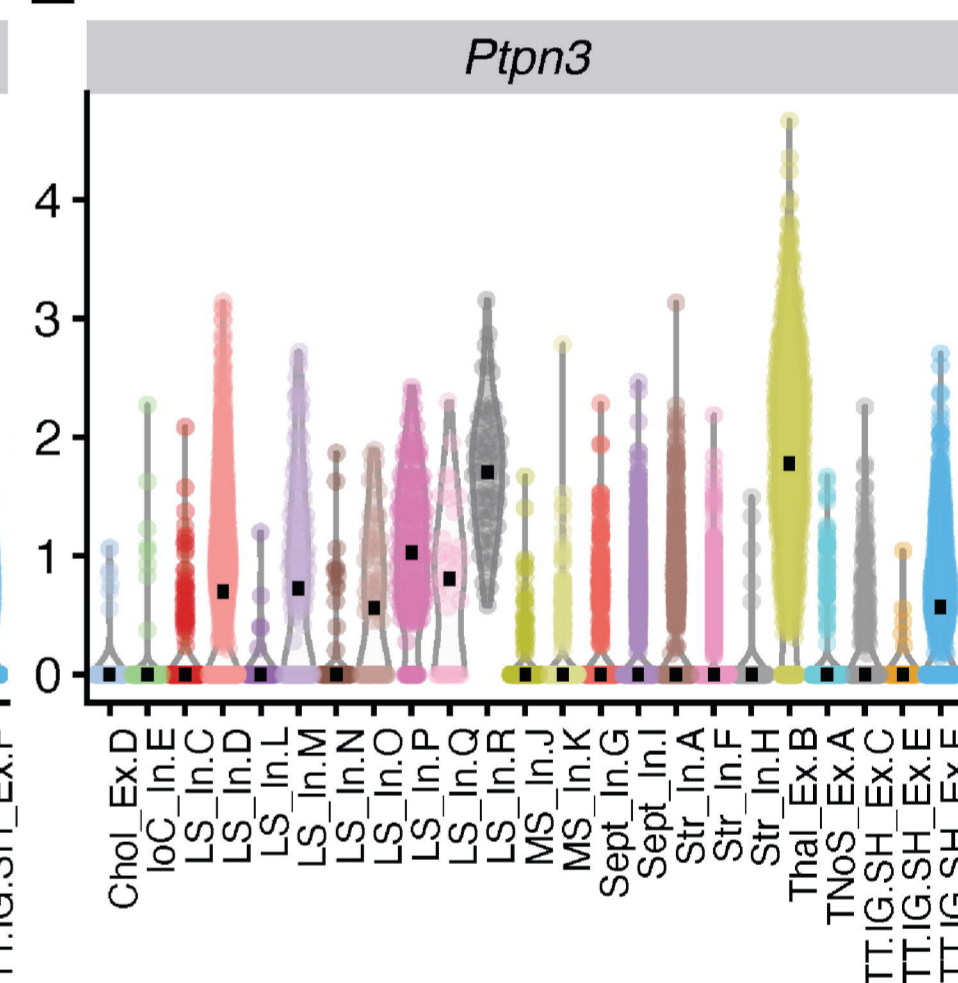 Ptpn3
4
3
2
1
0
Chol_Ex.D
IoC_In.E
LS_In.C
LS_In.D
LS_In.L
LS_In.M
LS_In.N
LS_In.O
LS_In.P
LS_In.Q
LS_In.R
MS_In.J
MS_In.K
Sept_In.G
Sept_In.I
Str_In.A
Str_In.F
Str_In.H
Thal_Ex.B
TNoS_Ex.A
TT.IG.SH_Ex.C
TT.IG.SH_Ex.E